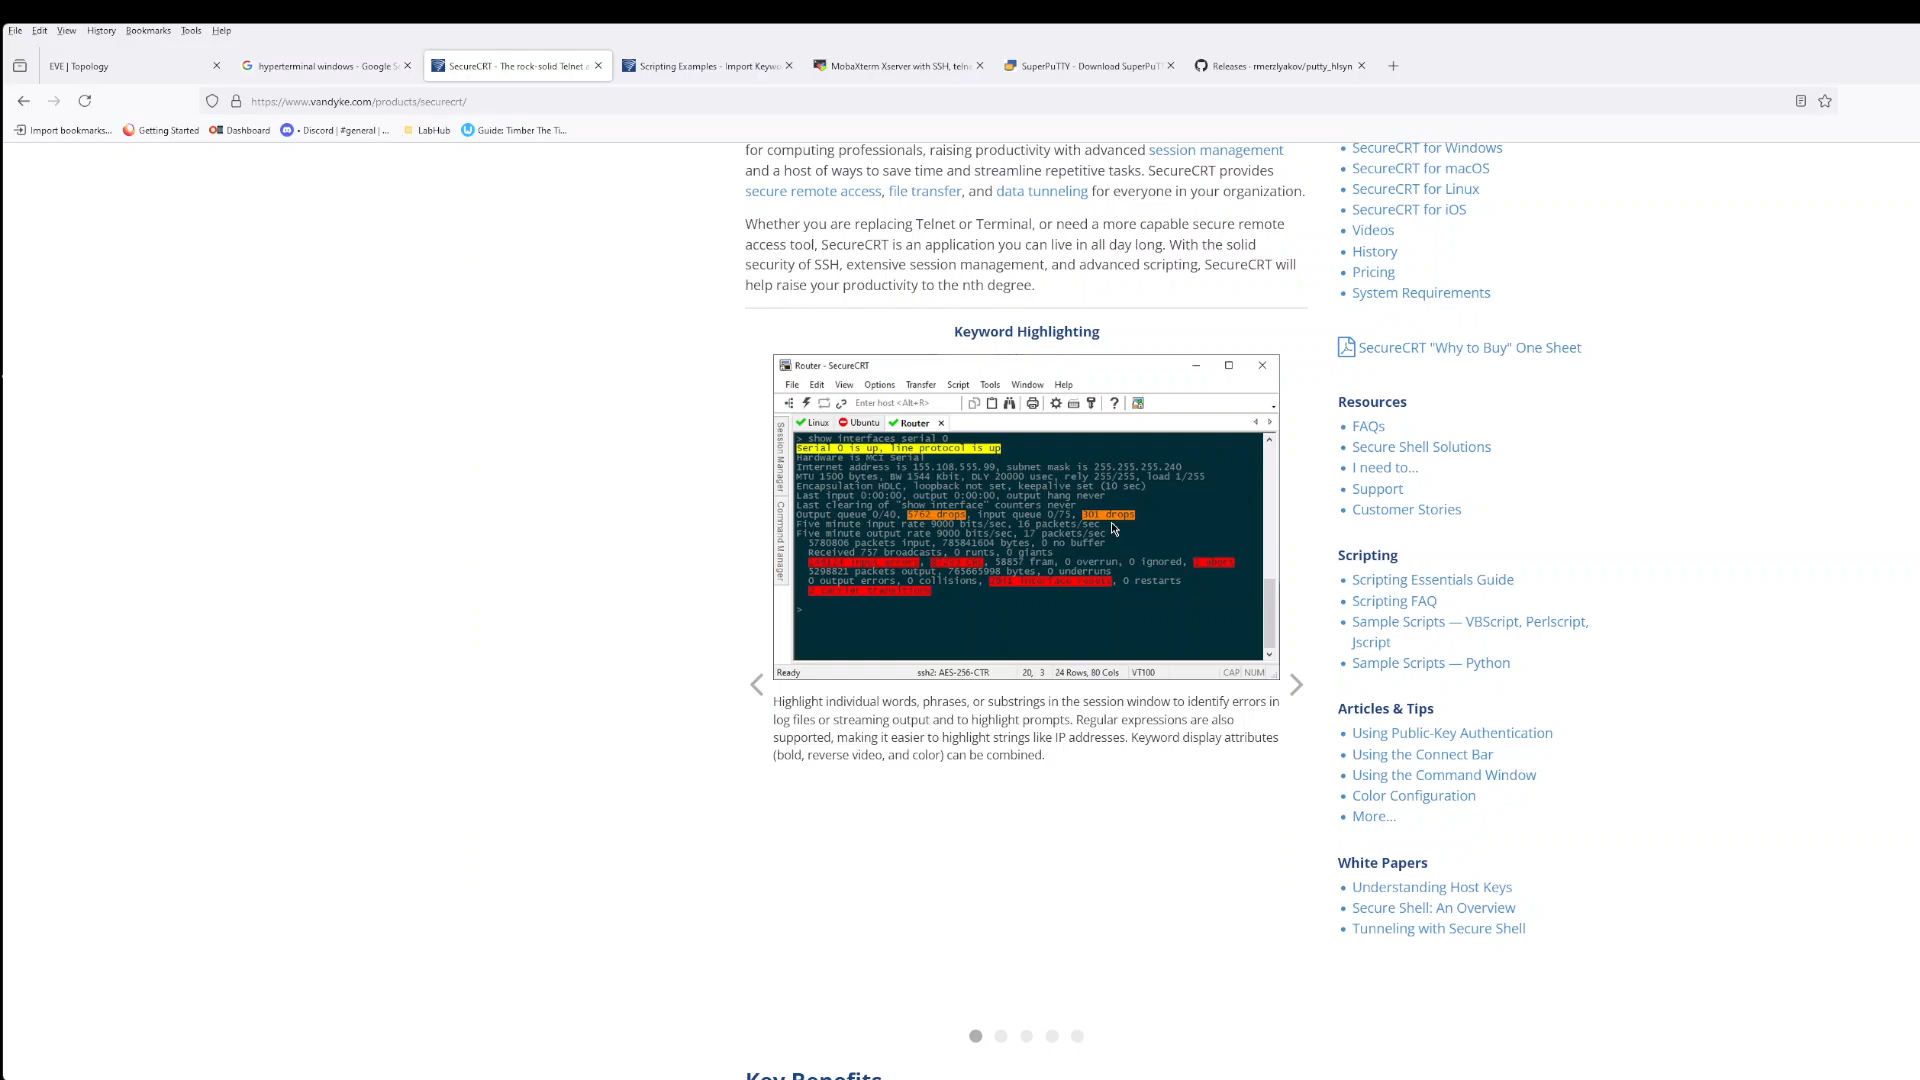 File Edit View History Bookmarks Tools Help
EVE | Topology
hyperterminal windows - Google S
SecureCRT - The rock-solid Telnet a
Scripting Examples - Import Keywo
MobaXterm Xserver with SSH, teln
SuperPuTTY - Download SuperPuTT
Releases · rmerzlyakov/putty_hlsyn
https://www.vandyke.com/products/securecrt/
Import bookmarks... Getting Started Dashboard • Discord | #general | ... LabHub Guide: Timber The Ti...
for computing professionals, raising productivity with advanced session management
and a host of ways to save time and streamline repetitive tasks. SecureCRT provides
secure remote access, file transfer, and data tunneling for everyone in your organization.
Whether you are replacing Telnet or Terminal, or need a more capable secure remote
access tool, SecureCRT is an application you can live in all day long. With the solid
security of SSH, extensive session management, and advanced scripting, SecureCRT will
help raise your productivity to the nth degree.
Keyword Highlighting
Router - SecureCRT
File Edit View Options Transfer Script Tools Window Help
Enter host <Alt+R>
Linux Ubuntu Router
Session Manager
Command Manager
> show interfaces serial 0
Serial 0 is up, line protocol is up
Hardware is MCI Serial
Internet address is 155.108.555.99, subnet mask is 255.255.255.240
MTU 1500 bytes, BW 1544 Kbit, DLY 20000 usec, rely 255/255, load 1/255
Encapsulation HDLC, loopback not set, keepalive set (10 sec)
Last input 0:00:00, output 0:00:00, output hang never
Last clearing of "show interface" counters never
Output queue 0/40, 5762 drops, input queue 0/75, 301 drops
Five minute input rate 9000 bits/sec, 16 packets/sec
Five minute output rate 9000 bits/sec, 17 packets/sec
5780806 packets input, 785841604 bytes, 0 no buffer
Received 757 broadcasts, 0 runts, 0 giants
input errors, CRC, 58857 fram, 0 overrun, 0 ignored, abort
5298821 packets output, 765665998 bytes, 0 underruns
0 output errors, 0 collisions, interface resets, 0 restarts
carrier transitions
>
Ready ssh2: AES-256-CTR 20, 3 24 Rows, 80 Cols VT100 CAP NUM
Highlight individual words, phrases, or substrings in the session window to identify errors in
log files or streaming output and to highlight prompts. Regular expressions are also
supported, making it easier to highlight strings like IP addresses. Keyword display attributes
(bold, reverse video, and color) can be combined.
Key Benefits
SecureCRT for Windows
SecureCRT for macOS
SecureCRT for Linux
SecureCRT for iOS
Videos
History
Pricing
System Requirements
SecureCRT "Why to Buy" One Sheet
Resources
FAQs
Secure Shell Solutions
I need to...
Support
Customer Stories
Scripting
Scripting Essentials Guide
Scripting FAQ
Sample Scripts — VBScript, Perlscript,
Jscript
Sample Scripts — Python
Articles & Tips
Using Public-Key Authentication
Using the Connect Bar
Using the Command Window
Color Configuration
More...
White Papers
Understanding Host Keys
Secure Shell: An Overview
Tunneling with Secure Shell